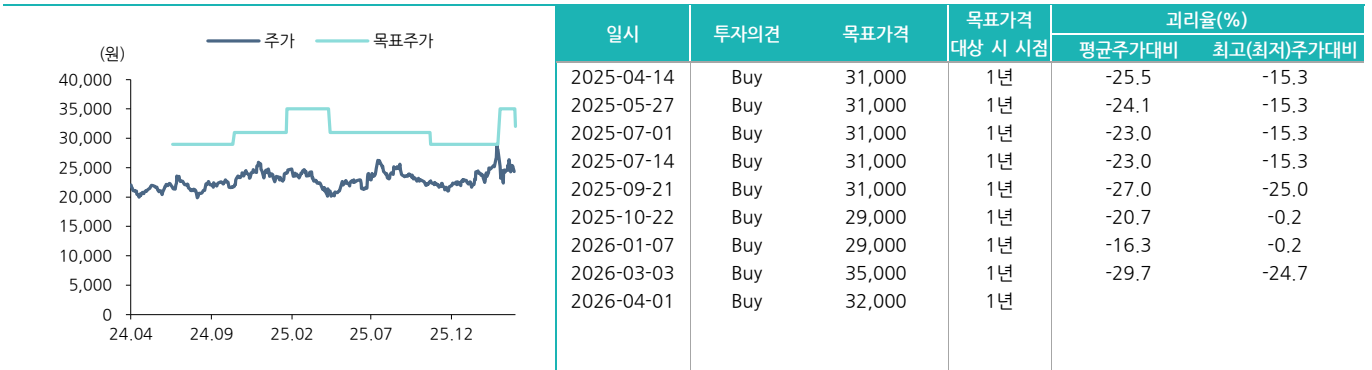 주가 목표주가
(원)
40,000
35,000
30,000
25,000
20,000
15,000
10,000
5,000
0
24.04 24.09 25.02 25.07 25.12
일시 투자의견 목표가격 목표가격 대상 시 시점 괴리율(%)
평균주가대비 최고(최저)주가대비
2025-04-14 Buy 31,000 1년 -25.5 -15.3
2025-05-27 Buy 31,000 1년 -24.1 -15.3
2025-07-01 Buy 31,000 1년 -23.0 -15.3
2025-07-14 Buy 31,000 1년 -23.0 -15.3
2025-09-21 Buy 31,000 1년 -27.0 -25.0
2025-10-22 Buy 29,000 1년 -20.7 -0.2
2026-01-07 Buy 29,000 1년 -16.3 -0.2
2026-03-03 Buy 35,000 1년 -29.7 -24.7
2026-04-01 Buy 32,000 1년